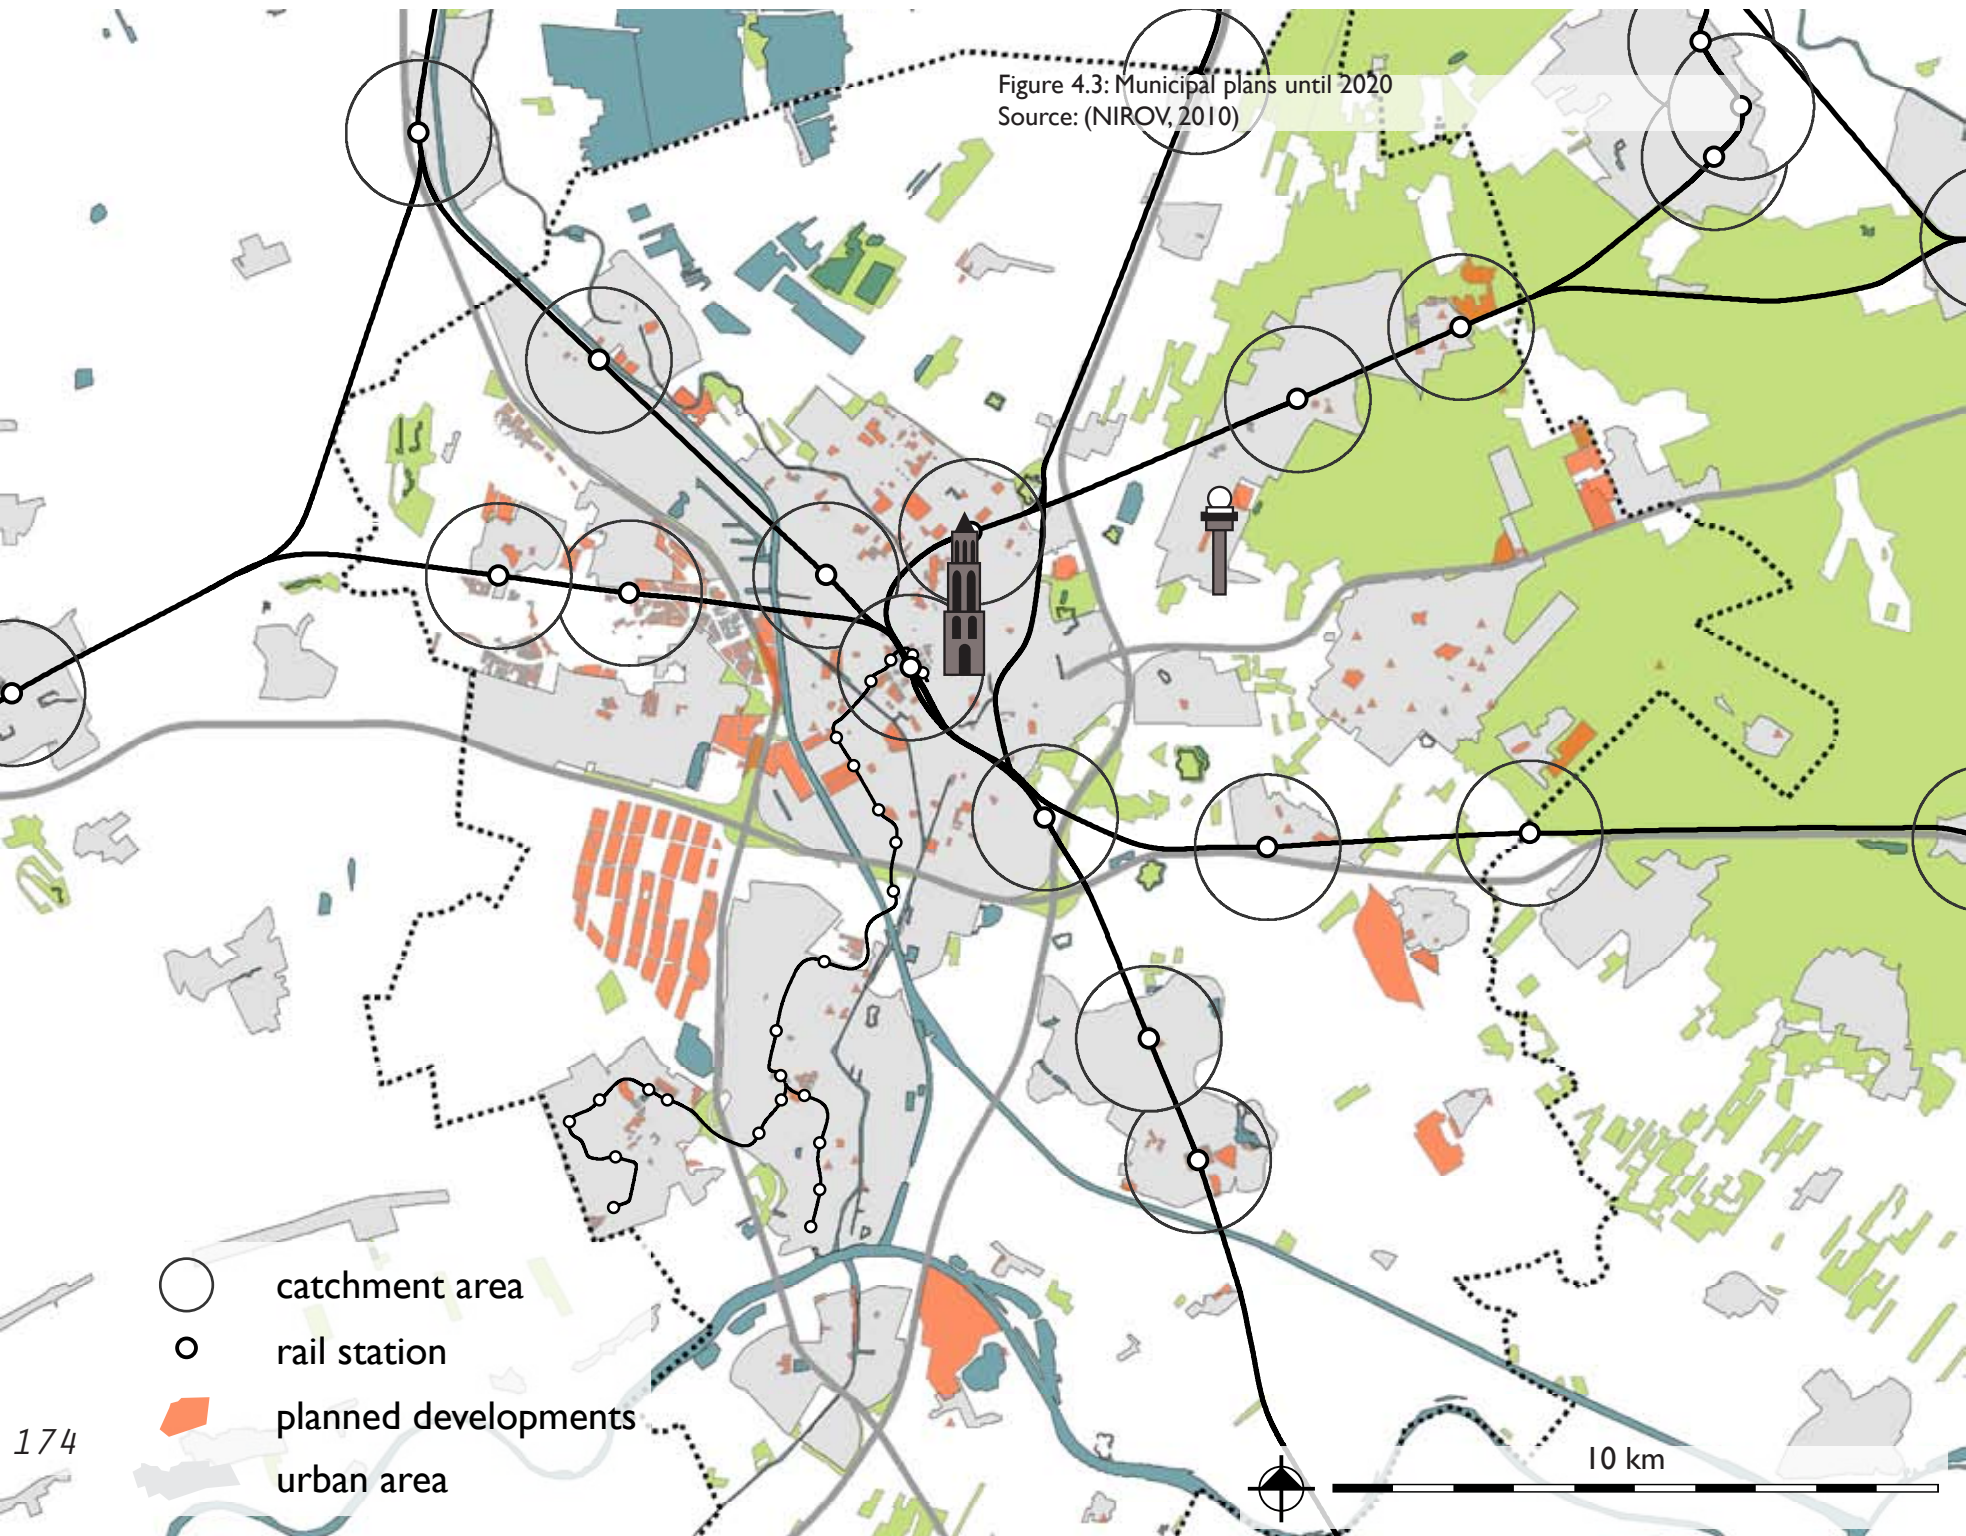 Figure 4.3: Municipal plans until 2020
Source: (NIROV, 2010)
catchment area
rail station
planned developments
urban area
174
10 km